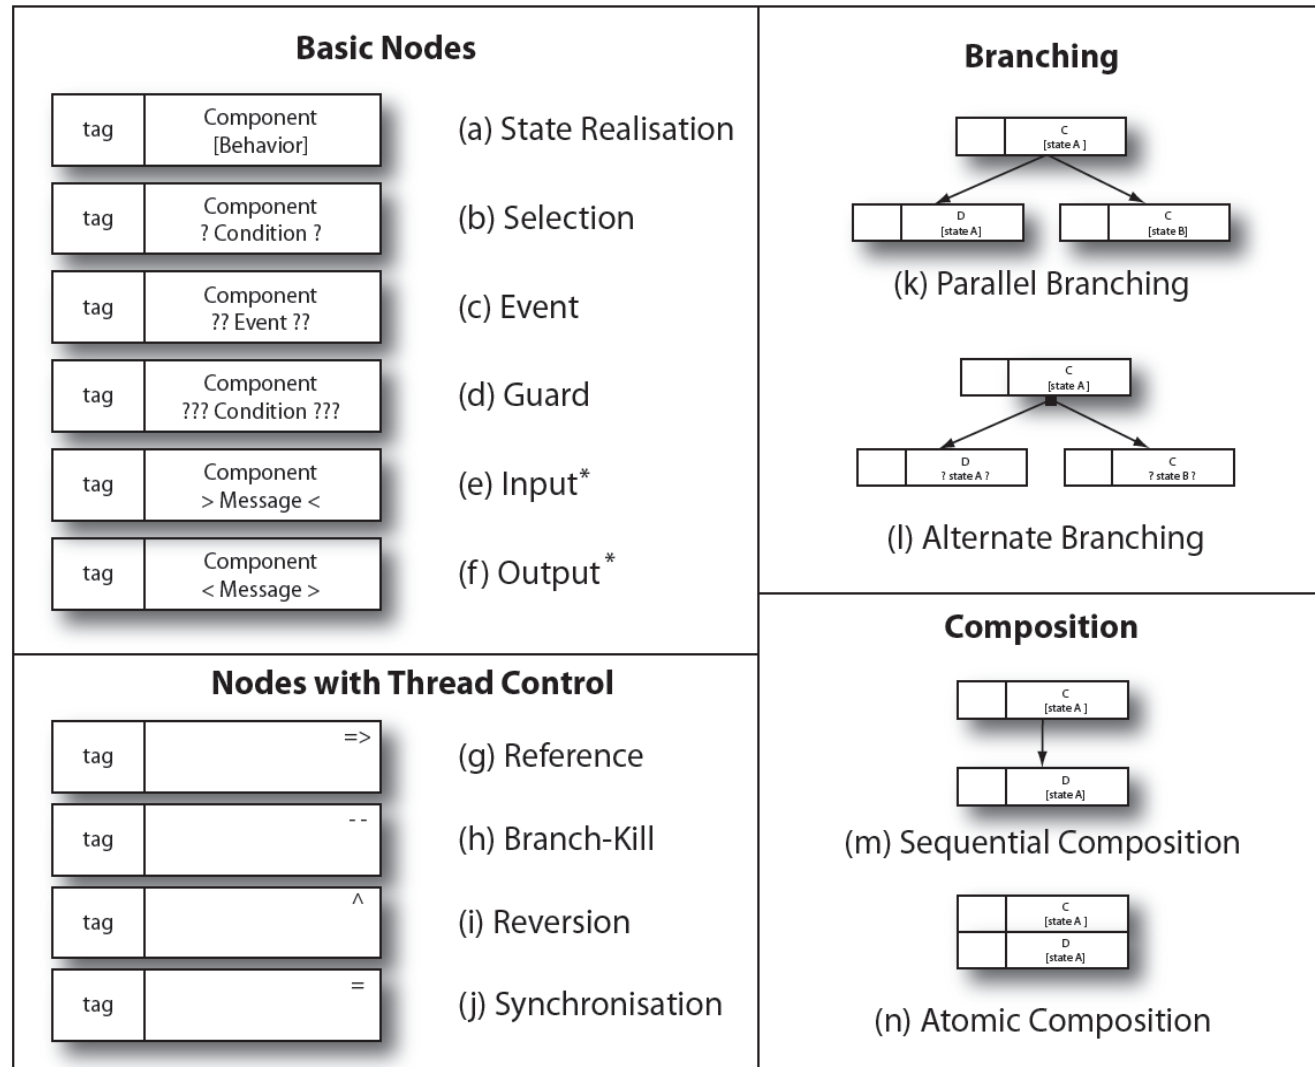 Basic Nodes
tag
Component
[Behavior]
(a) State Realisation
tag
Component
? Condition ?
(b) Selection
tag
Component
?? Event ??
(c) Event
tag
Component
??? Condition ???
(d) Guard
tag
Component
> Message <
(e) Input*
tag
Component
< Message >
(f) Output*
Nodes with Thread Control
tag
=>
(g) Reference
tag
--
(h) Branch-Kill
tag
^
(i) Reversion
tag
=
(j) Synchronisation
Branching
C
[state A ]
D
[state A]
C
[state B]
(k) Parallel Branching
C
[state A ]
D
? state A ?
C
? state B ?
(l) Alternate Branching
Composition
C
[state A ]
D
[state A]
(m) Sequential Composition
C
[state A ]
D
[state A]
(n) Atomic Composition